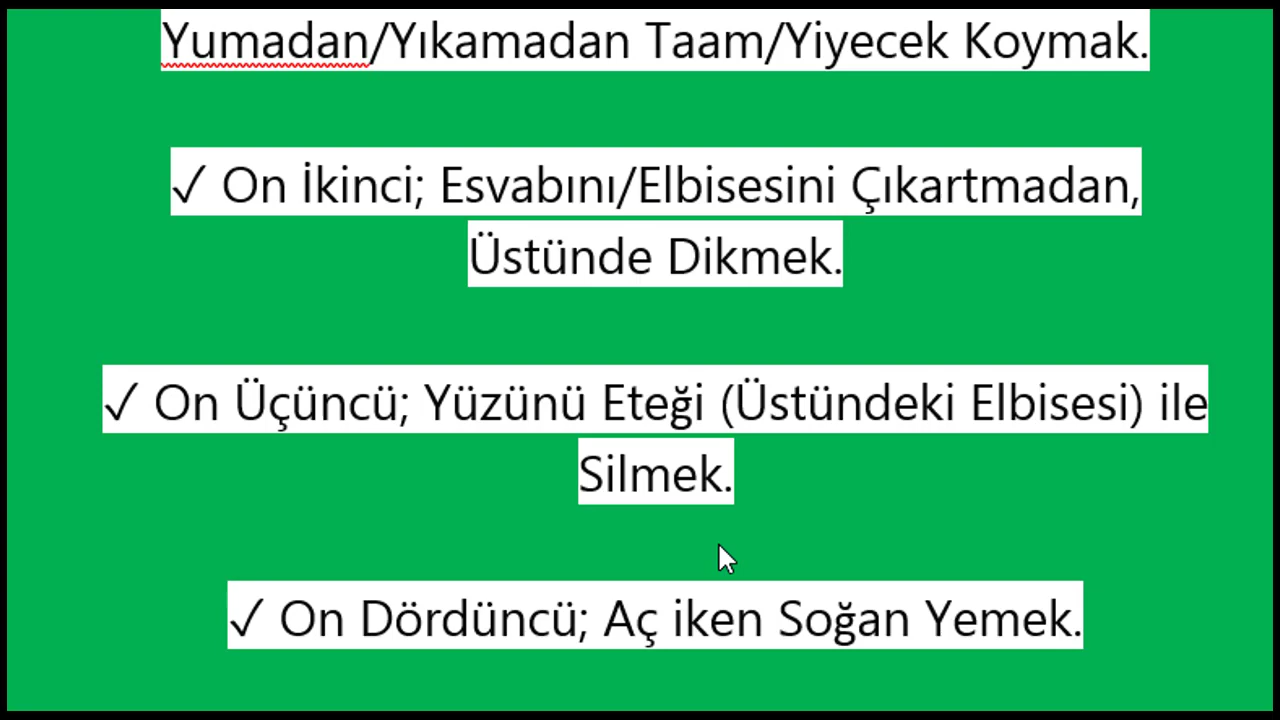 Yumadan/Yıkamadan Taam/Yiyecek Koymak.
✓ On İkinci; Esvabını/Elbisesini Çıkartmadan,
Üstünde Dikmek.
✓ On Üçüncü; Yüzünü Eteği (Üstündeki Elbisesi) ile
Silmek.
✓ On Dördüncü; Aç iken Soğan Yemek.